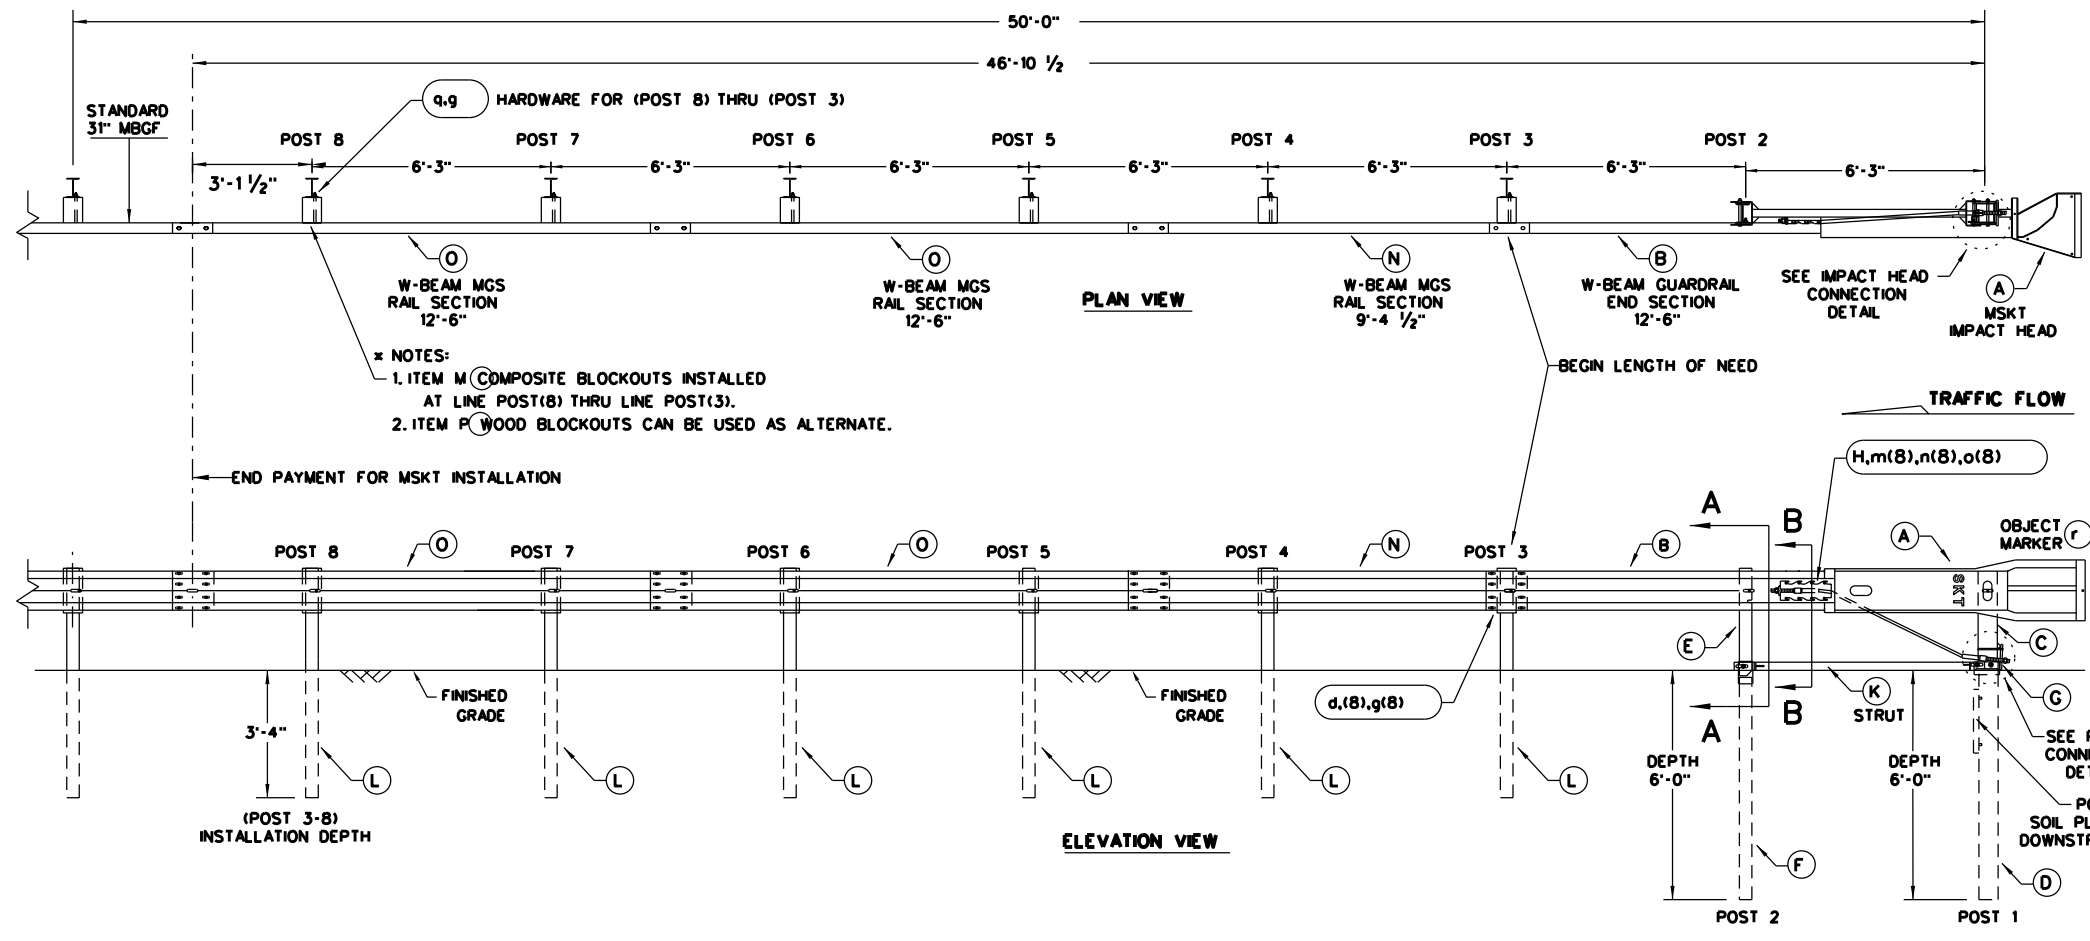 50'-0"
46'-10 1/2
STANDARD
31" MBGF
q,g HARDWARE FOR (POST 8) THRU (POST 3)
POST 8 POST 7 POST 6 POST 5 POST 4 POST 3 POST 2
3'-1 1/2" 6'-3" 6'-3" 6'-3" 6'-3" 6'-3" 6'-3" 6'-3"
O
W-BEAM MGS
RAIL SECTION
12'-6"
O
W-BEAM MGS
RAIL SECTION
12'-6"
PLAN VIEW
N
W-BEAM MGS
RAIL SECTION
9'-4 1/2"
B
W-BEAM GUARDRAIL
END SECTION
12'-6"
SEE IMPACT HEAD
CONNECTION
DETAIL
A
MSKT
IMPACT HEAD
* NOTES:
1. ITEM M COMPOSITE BLOCKOUTS INSTALLED
AT LINE POST(8) THRU LINE POST(3).
2. ITEM P WOOD BLOCKOUTS CAN BE USED AS ALTERNATE.
BEGIN LENGTH OF NEED
TRAFFIC FLOW
END PAYMENT FOR MSKT INSTALLATION
H,m(8),n(8),o(8)
A B
A
OBJECT
MARKER r
POST 8 O POST 7 POST 6 O POST 5 POST 4 N POST 3 B
SKT
E
C
FINISHED
GRADE
FINISHED
GRADE
d,(8),g(8)
A B
K
STRUT
G
3'-4"
L L L L L L
DEPTH
6'-0"
DEPTH
6'-0"
SEE
CONN
DET
(POST 3-8)
INSTALLATION DEPTH
ELEVATION VIEW
SOIL PL
DOWNST
F
D
POST 2
POST 1